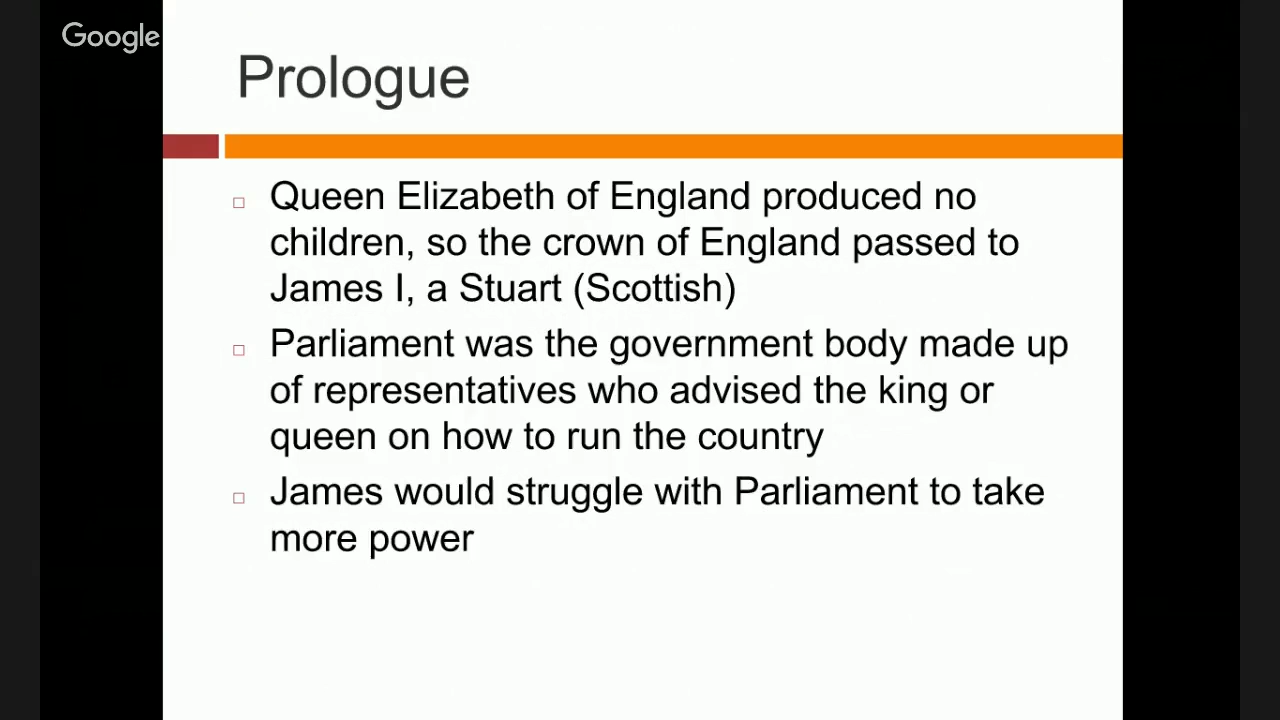 Google
Prologue
Queen Elizabeth of England produced no
children, so the crown of England passed to
James I, a Stuart (Scottish)
Parliament was the government body made up
of representatives who advised the king or
queen on how to run the country
James would struggle with Parliament to take
more power